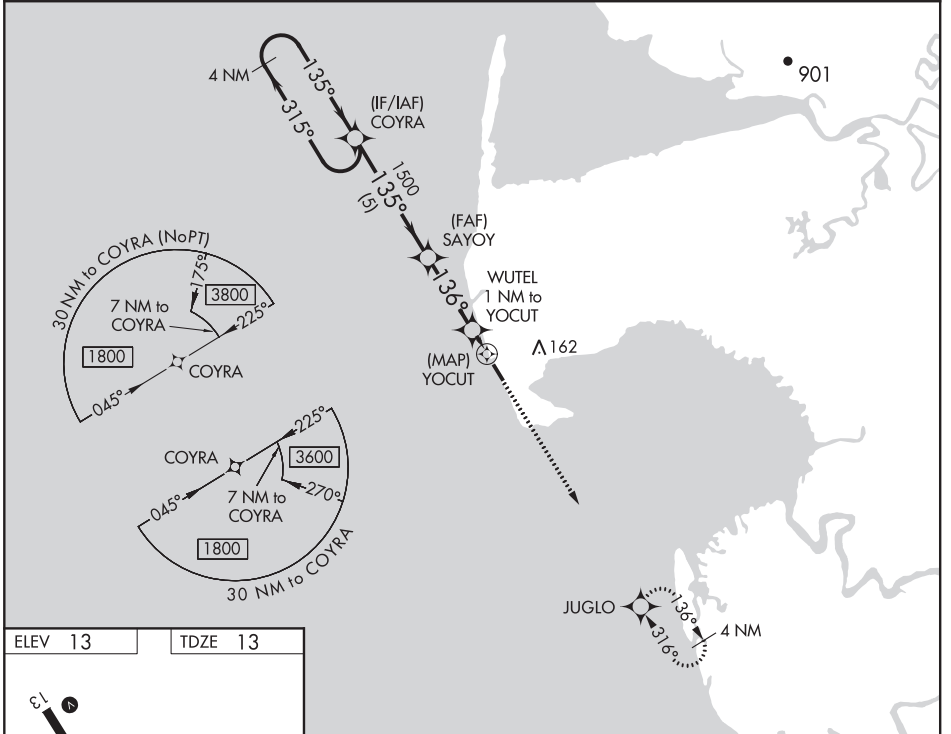 901
4 NM
135°
315°
(IF/IAF)
COYRA
1500
135°
(5)
(FAF)
SAYOY
136°
WUTEL
1 NM to
YOCUT
(MAP)
YOCUT
162
30 NM to COYRA (NoPT)
175°
3800
7 NM to
COYRA
225°
1800
COYRA
045°
225°
COYRA
3600
7 NM to
COYRA
270°
045°
1800
30 NM to COYRA
JUGLO
136°
316°
4 NM
ELEV 13
TDZE 13
13
V